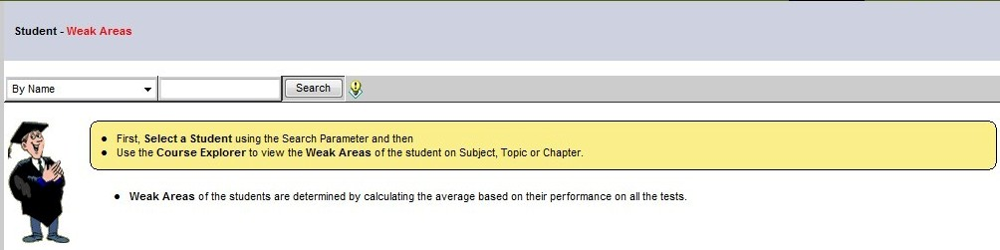 Student - Weak Areas
By Name
Search
First, Select a Student using the Search Parameter and then
Use the Course Explorer to view the Weak Areas of the student on Subject, Topic or Chapter.
Weak Areas of the students are determined by calculating the average based on their performance on all the tests.